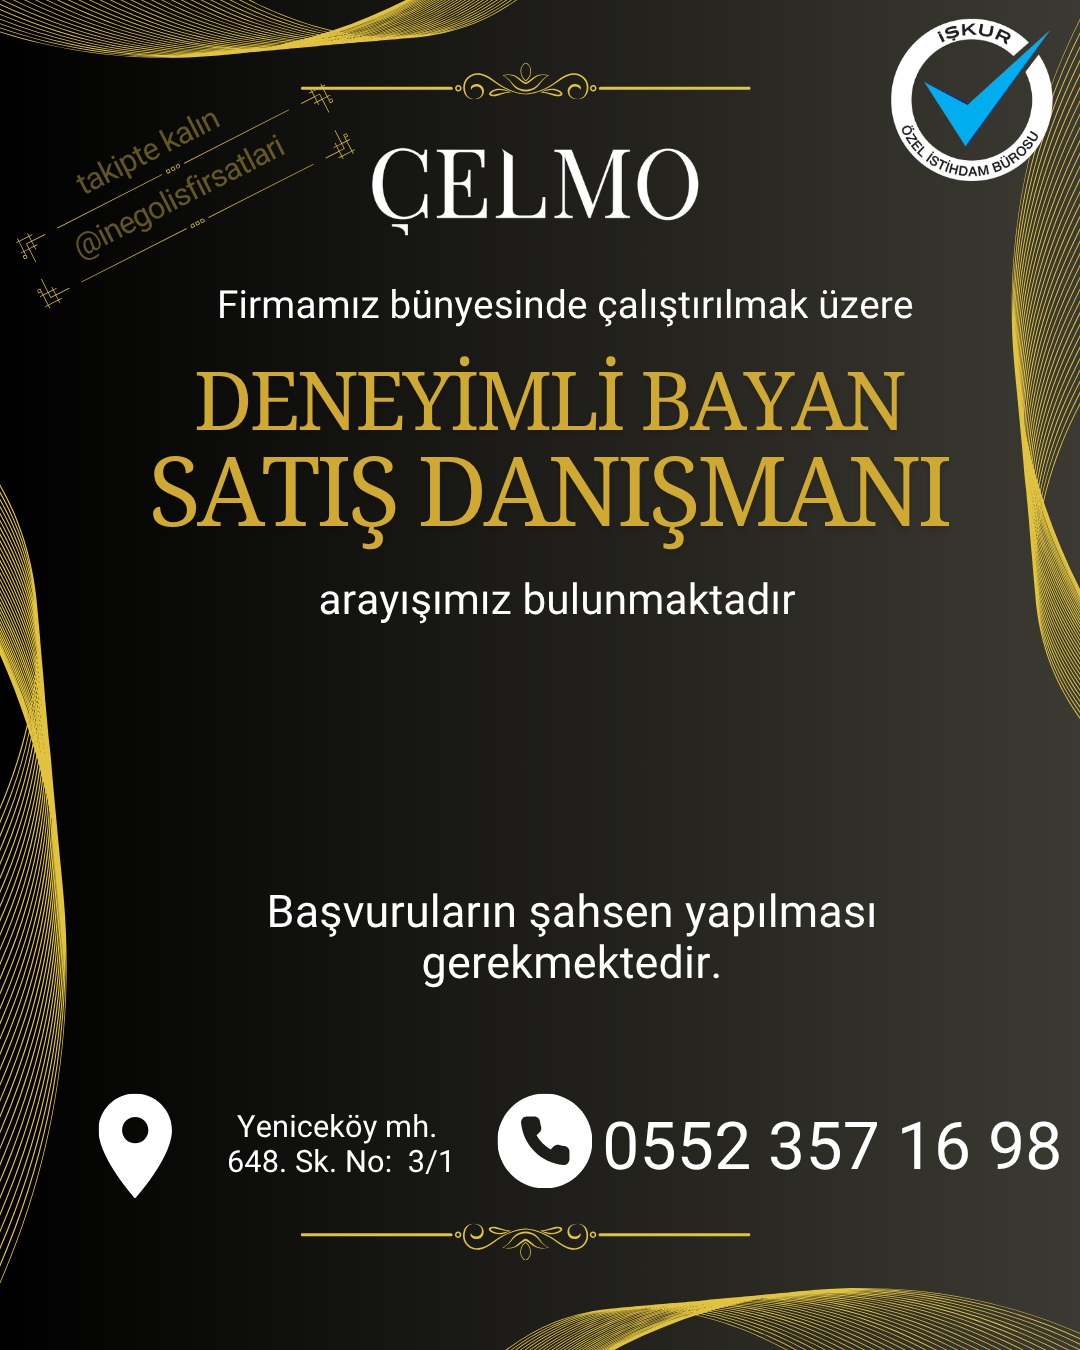 İŞKUR
ÖZEL İSTİHDAM BÜROSU
takipte kalın
@inegolisfirsatlari
ÇELMO
Firmamız bünyesinde çalıştırılmak üzere
DENEYİMLİ BAYAN
SATIŞ DANIŞMANI
arayışımız bulunmaktadır
Başvuruların şahsen yapılması
gerekmektedir.
Yeniceköy mh.
648. Sk. No: 3/1
0552 357 16 98